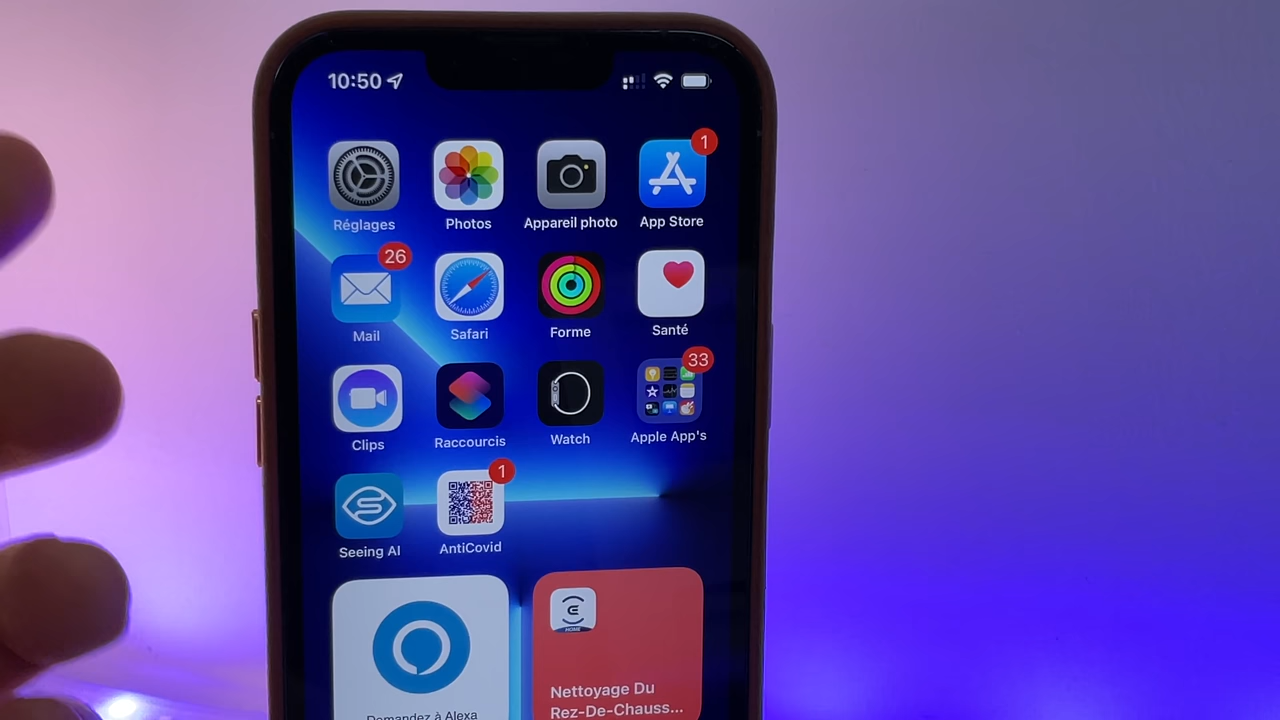 10:50
1
Réglages
Photos
Appareil photo
App Store
26
Mail
Safari
Forme
Santé
33
Clips
Raccourcis
Watch
Apple App's
1
Seeing AI
AntiCovid
HOME
Demandez à Alexa
Nettoyage Du
Rez-De-Chauss...